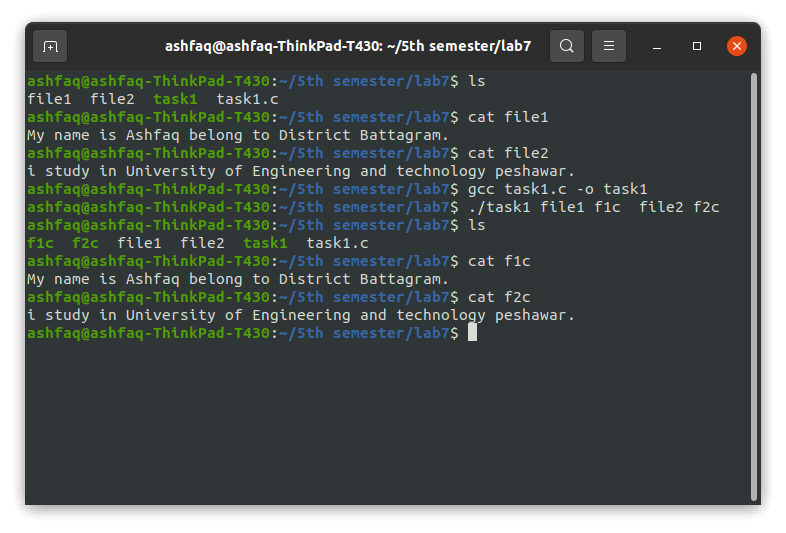 ashfaq@ashfaq-ThinkPad-T430: ~/5th semester/lab7
ashfaq@ashfaq-ThinkPad-T430:~/5th semester/lab7$ ls
file1  file2  task1  task1.c
ashfaq@ashfaq-ThinkPad-T430:~/5th semester/lab7$ cat file1
My name is Ashfaq belong to District Battagram.
ashfaq@ashfaq-ThinkPad-T430:~/5th semester/lab7$ cat file2
i study in University of Engineering and technology peshawar.
ashfaq@ashfaq-ThinkPad-T430:~/5th semester/lab7$ gcc task1.c -o task1
ashfaq@ashfaq-ThinkPad-T430:~/5th semester/lab7$ ./task1 file1 f1c  file2 f2c
ashfaq@ashfaq-ThinkPad-T430:~/5th semester/lab7$ ls
f1c  f2c  file1  file2  task1  task1.c
ashfaq@ashfaq-ThinkPad-T430:~/5th semester/lab7$ cat f1c
My name is Ashfaq belong to District Battagram.
ashfaq@ashfaq-ThinkPad-T430:~/5th semester/lab7$ cat f2c
i study in University of Engineering and technology peshawar.
ashfaq@ashfaq-ThinkPad-T430:~/5th semester/lab7$